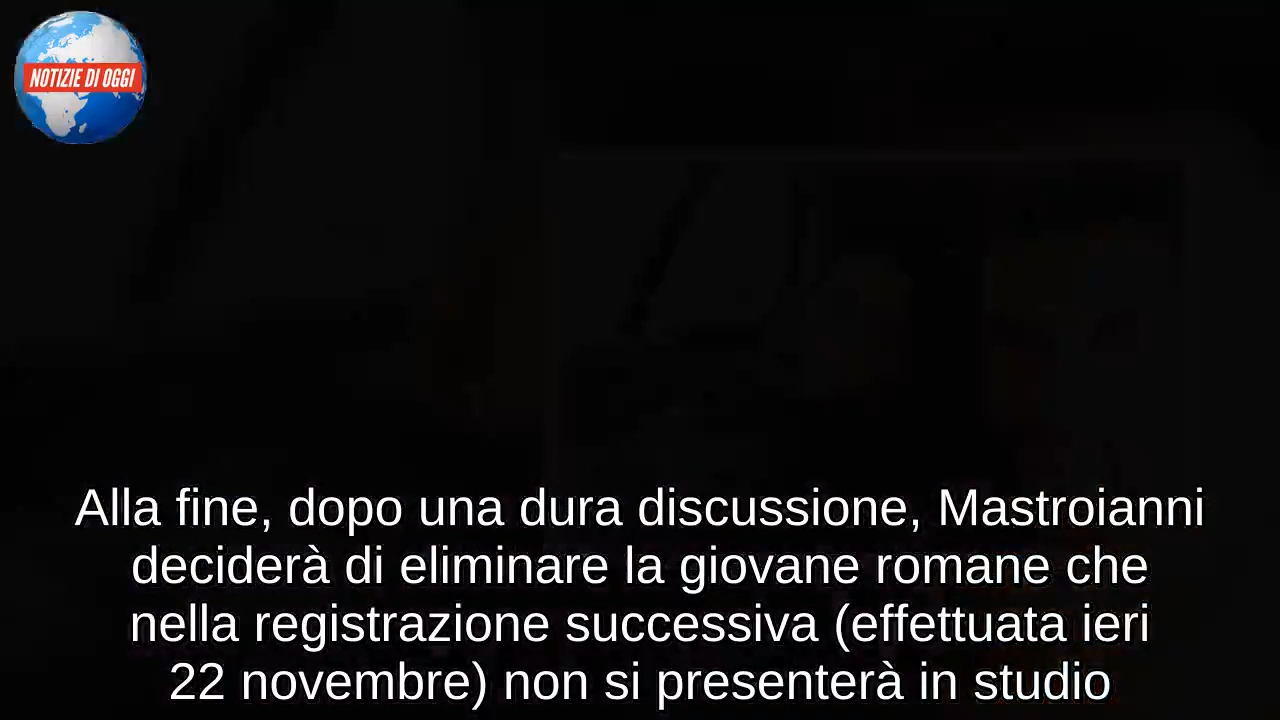 NOTIZIE DI OGGI
Alla fine, dopo una dura discussione, Mastroianni
deciderà di eliminare la giovane romane che
nella registrazione successiva (effettuata ieri
22 novembre) non si presenterà in studio